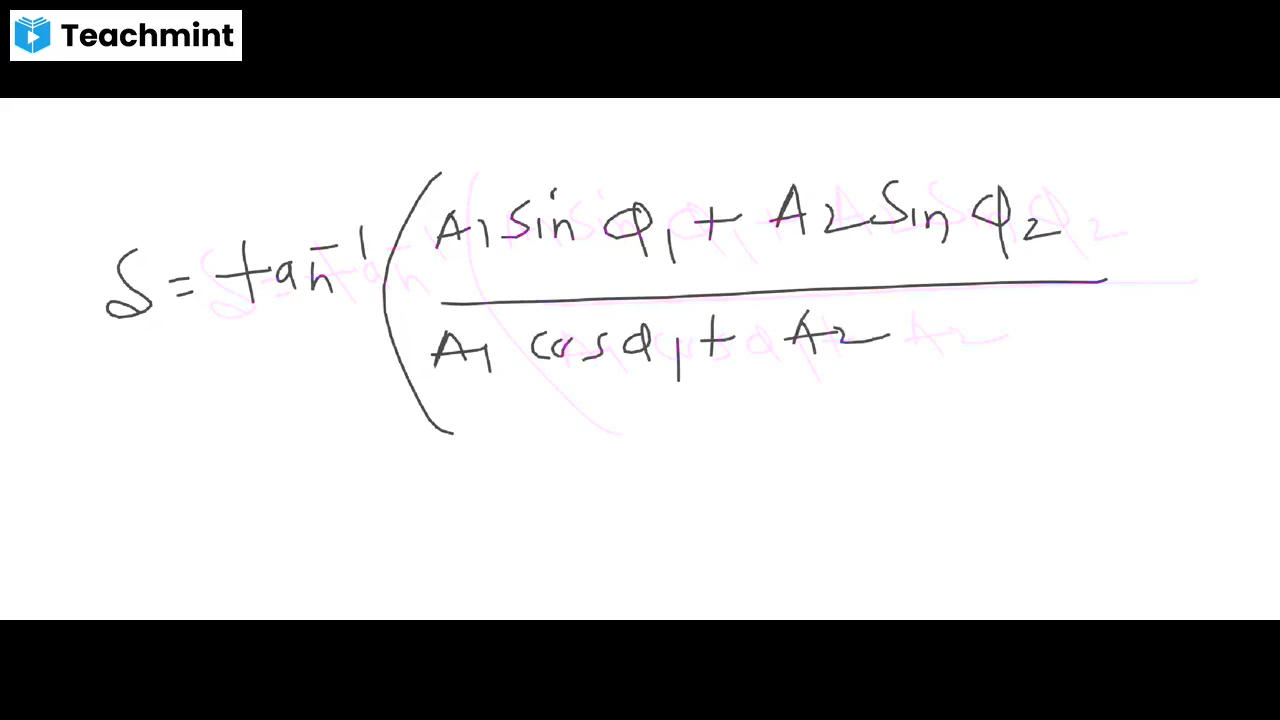 Teachmint
δ = tan⁻¹ (
A₁ sin φ₁ + A₂ sin φ₂
A₁ cos φ₁ + A₂